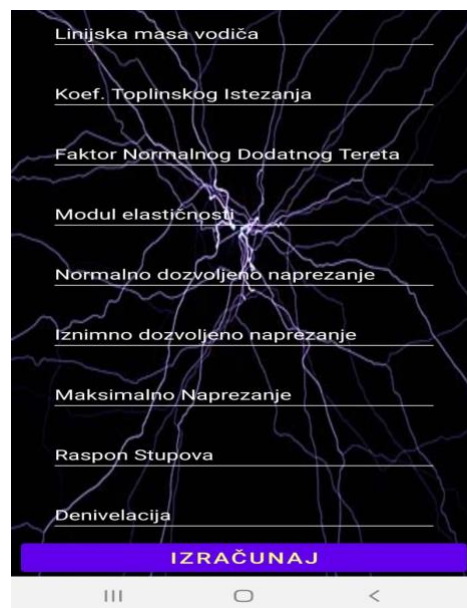 Linijska masa vodiča
Koef. Toplinskog Istezanja
Faktor Normalnog Dodatnog Tereta
Modul elastičnosti
Normalno dozvoljeno naprezanje
Iznimno dozvoljeno naprezanje
Maksimalno Naprezanje
Raspon Stupova
Denivelacija
IZRAČUNAJ